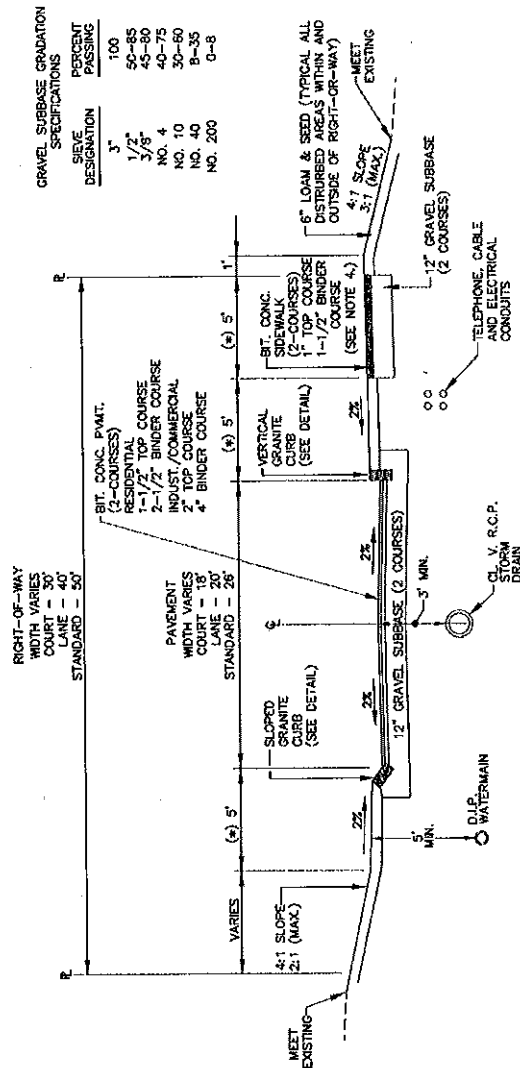 GRAVEL SUBBASE GRADATION
SPECIFICATIONS
SIEVE
DESIGNATION
PERCENT
PASSING
3" 100
1/2" 50-85
3/8" 45-80
NO. 4 40-75
NO. 10 30-60
NO. 40 8-35
NO. 200 0-8
RIGHT-OF-WAY
WIDTH VARIES
COURT - 30'
LANE - 40'
STANDARD - 50'
PAVEMENT
WIDTH VARIES
COURT - 18'
LANE - 20'
STANDARD - 26'
BIT. CONC. PVMT.
(2-COURSES)
RESIDENTIAL
1-1/2" TOP COURSE
2-1/2" BINDER COURSE
INDUST./COMMERCIAL
2" TOP COURSE
4" BINDER COURSE
VARIES
(*) 5'
(*) 5'
(*) 5'
1'
4:1 SLOPE
2:1 (MAX.)
MEET
EXISTING
SLOPED
GRANITE
CURB
(SEE DETAIL)
VERTICAL
GRANITE
CURB
(SEE DETAIL)
BIT. CONC.
SIDEWALK
(2-COURSES)
1" TOP COURSE
1-1/2" BINDER
COURSE
(SEE NOTE 4.)
6" LOAM & SEED (TYPICAL ALL
DISTRURBED AREAS WITHIN AND
OUTSIDE OF RIGHT-OR-WAY)
4:1 SLOPE
3:1 (MAX.)
MEET
EXISTING
2%
2%
2%
2%
12" GRAVEL SUBBASE (2 COURSES)
12" GRAVEL SUBBASE
(2 COURSES)
5'
MIN.
D.I.P.
WATERMAIN
3' MIN.
CL. V. R.C.P.
STORM
DRAIN
TELEPHONE, CABLE
AND ELECTRICAL
CONDUITS